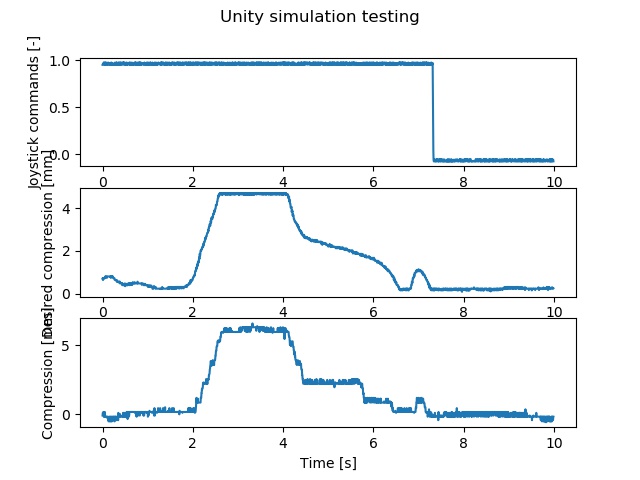 Unity simulation testing
Joystick commands [-]
1.0
0.5
0.0
0 2 4 6 8 10
Desired compression [mm]
4
2
0
0 2 4 6 8 10
Compression [mm]
5
0
0 2 4 6 8 10
Time [s]